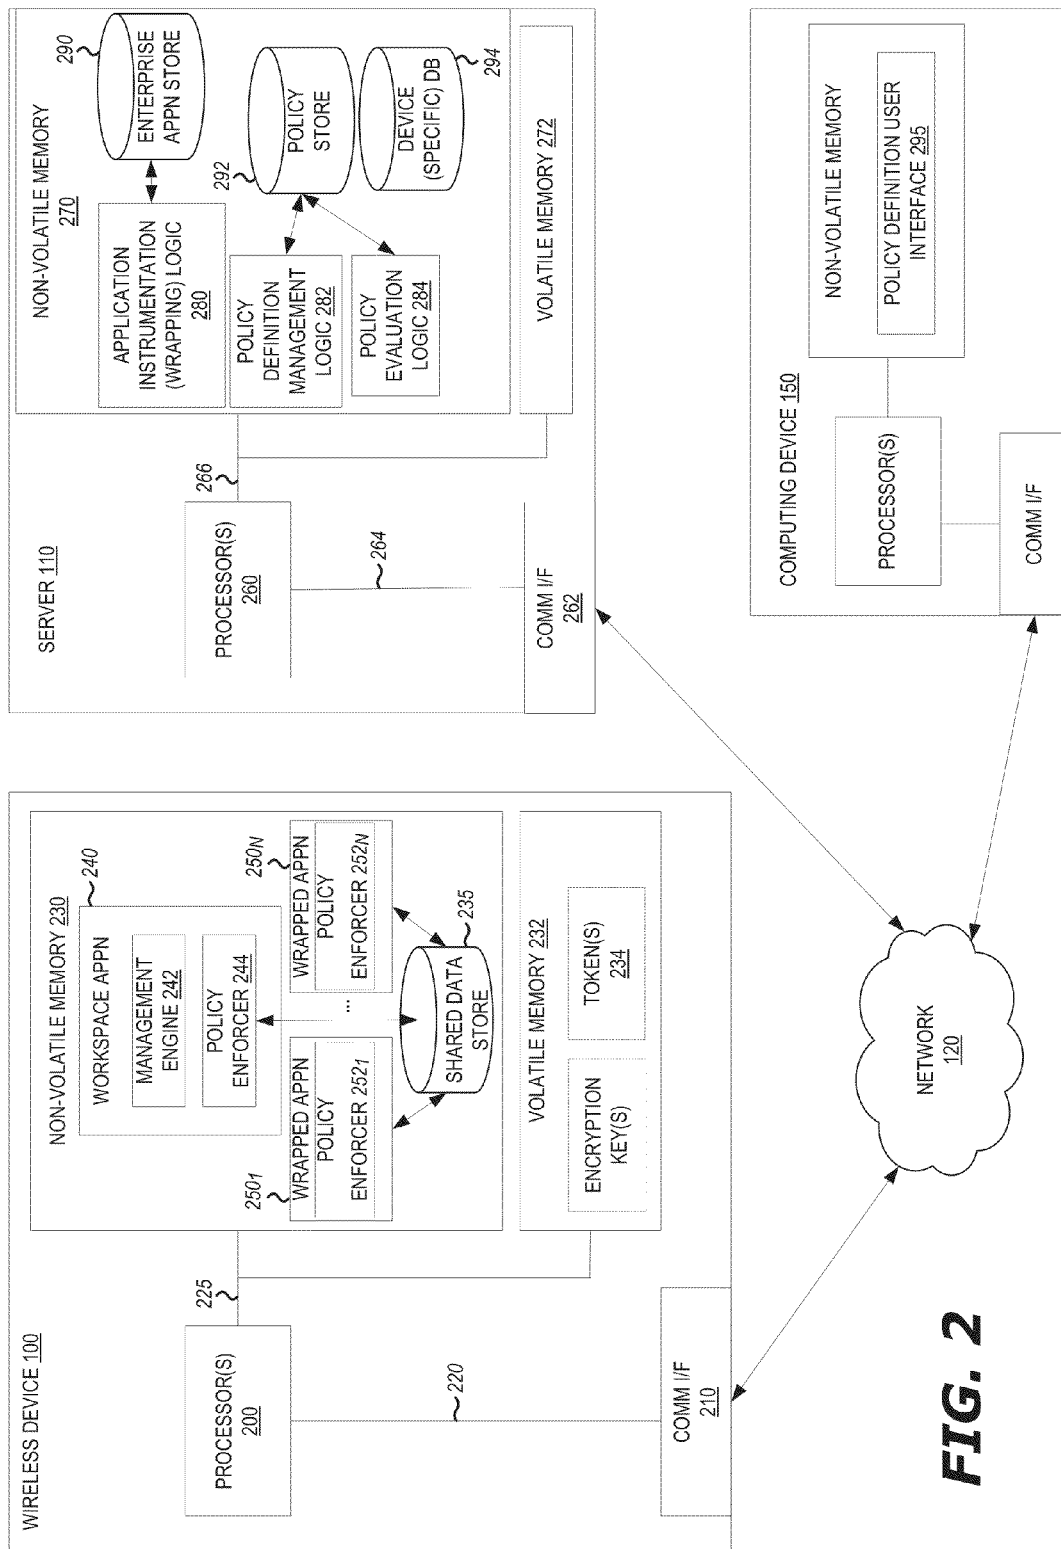 WIRELESS DEVICE 100
PROCESSOR(S)
200
220
225
COMM I/F
210
NON-VOLATILE MEMORY 230
240
WORKSPACE APPN
MANAGEMENT
ENGINE 242
POLICY
ENFORCER 244
2501
WRAPPED APPN
POLICY
ENFORCER 2521
...
250N
WRAPPED APPN
POLICY
ENFORCER 252N
235
SHARED DATA
STORE
VOLATILE MEMORY 232
ENCRYPTION
KEY(S)
TOKEN(S)
234
SERVER 110
PROCESSOR(S)
260
264
266
COMM I/F
262
NON-VOLATILE MEMORY
270
APPLICATION
INSTRUMENTATION
(WRAPPING) LOGIC
280
290
ENTERPRISE
APPN STORE
POLICY
DEFINITION
MANAGEMENT
LOGIC 282
292
POLICY
STORE
POLICY
EVALUATION
LOGIC 284
DEVICE
(SPECIFIC) DB
294
VOLATILE MEMORY 272
NETWORK
120
COMPUTING DEVICE 150
PROCESSOR(S)
COMM I/F
NON-VOLATILE MEMORY
POLICY DEFINITION USER
INTERFACE 295
FIG. 2